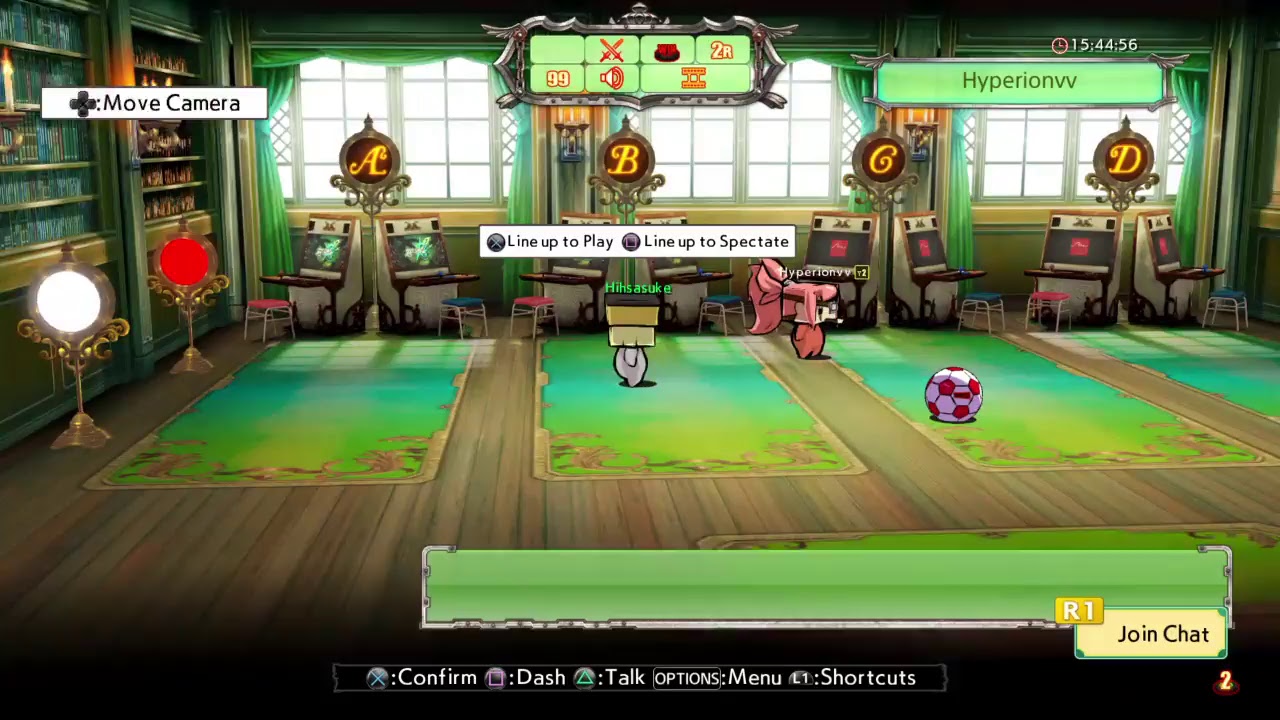 2R
15:44:56
99
Hyperionvv
:Move Camera
A
B
C
D
Line up to Play Line up to Spectate
Hyperionvv
Hihsasuke
R1
Join Chat
:Confirm :Dash :Talk OPTIONS:Menu L1:Shortcuts
2